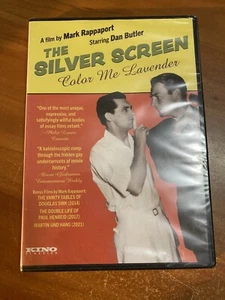 A film by Mark Rappaport
Starring Dan Butler
THE
SILVER SCREEN
Color Me Lavender
"One of the most unique,
impressive, and
satisfyingly-willful bodies
of essay films extant."
"A kaleidoscopic romp
through the hidden gay
undercurrents of movie
history."
Bonus Films by Mark Rappaport:
THE VANITY TABLES OF
DOUGLAS SIRK (2014)
THE DOUBLE LIFE OF
PAUL HENREID (2017)
MARTIN UND HANS (2021)
KINO